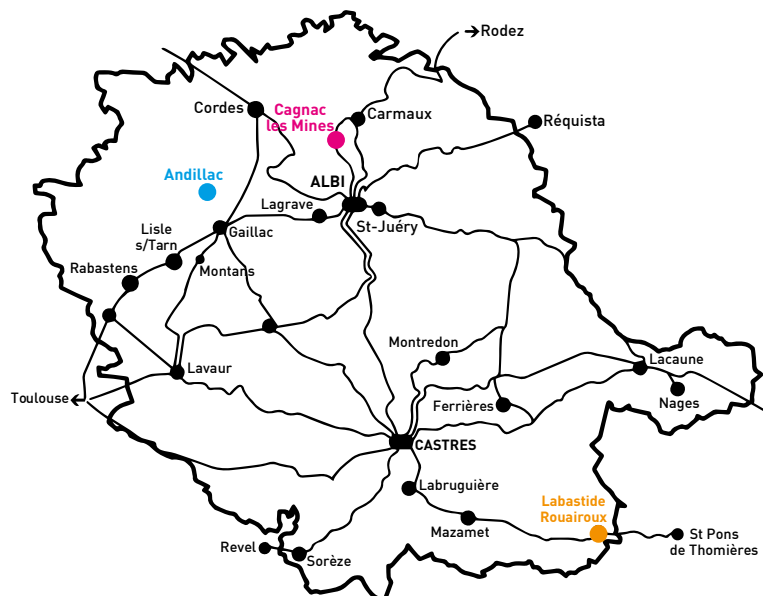 →Rodez
Cordes
Cagnac
les Mines
Carmaux
Réquista
Andillac
ALBI
Lagrave
St-Juéry
Lisle
s/Tarn
Gaillac
Rabastens
Montans
Montredon
Lacaune
Lavaur
Toulouse←
Ferrières
Nages
CASTRES
Labruguière
Labastide
Rouairoux
Mazamet
St Pons
de Thomières
Revel
Sorèze